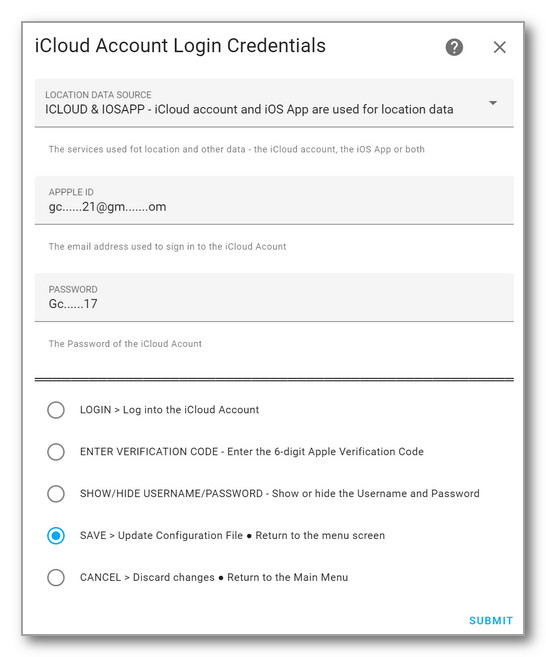 iCloud Account Login Credentials
LOCATION DATA SOURCE
ICLOUD & IOSAPP - iCloud account and iOS App are used for location data
The services used fot location and other data - the iCloud account, the iOS App or both
APPPLE ID
gc......21@gm.......om
The email address used to sign in to the iCloud Acount
PASSWORD
Gc......17
The Password of the iCloud Acount
LOGIN > Log into the iCloud Account
ENTER VERIFICATION CODE - Enter the 6-digit Apple Verification Code
SHOW/HIDE USERNAME/PASSWORD - Show or hide the Username and Password
SAVE > Update Configuration File ● Return to the menu screen
CANCEL > Discard changes ● Return to the Main Menu
SUBMIT